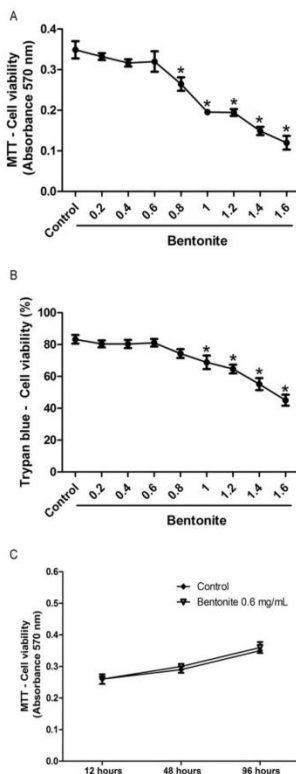 A
MTT - Cell viability
(Absorbance 570 nm)
0.4
0.3
0.2
0.1
0.0
* * * * *
Control 0.2 0.4 0.6 0.8 1 1.2 1.4 1.6
Bentonite
B
Trypan blue - Cell viability (%)
100
80
60
40
20
0
* * * *
Control 0.2 0.4 0.6 0.8 1 1.2 1.4 1.6
Bentonite
C
MTT - Cell viability
(Absorbance 570 nm)
0.6
0.5
0.4
0.3
0.2
0.1
0.0
Control
Bentonite 0.6 mg/mL
12 hours 48 hours 96 hours